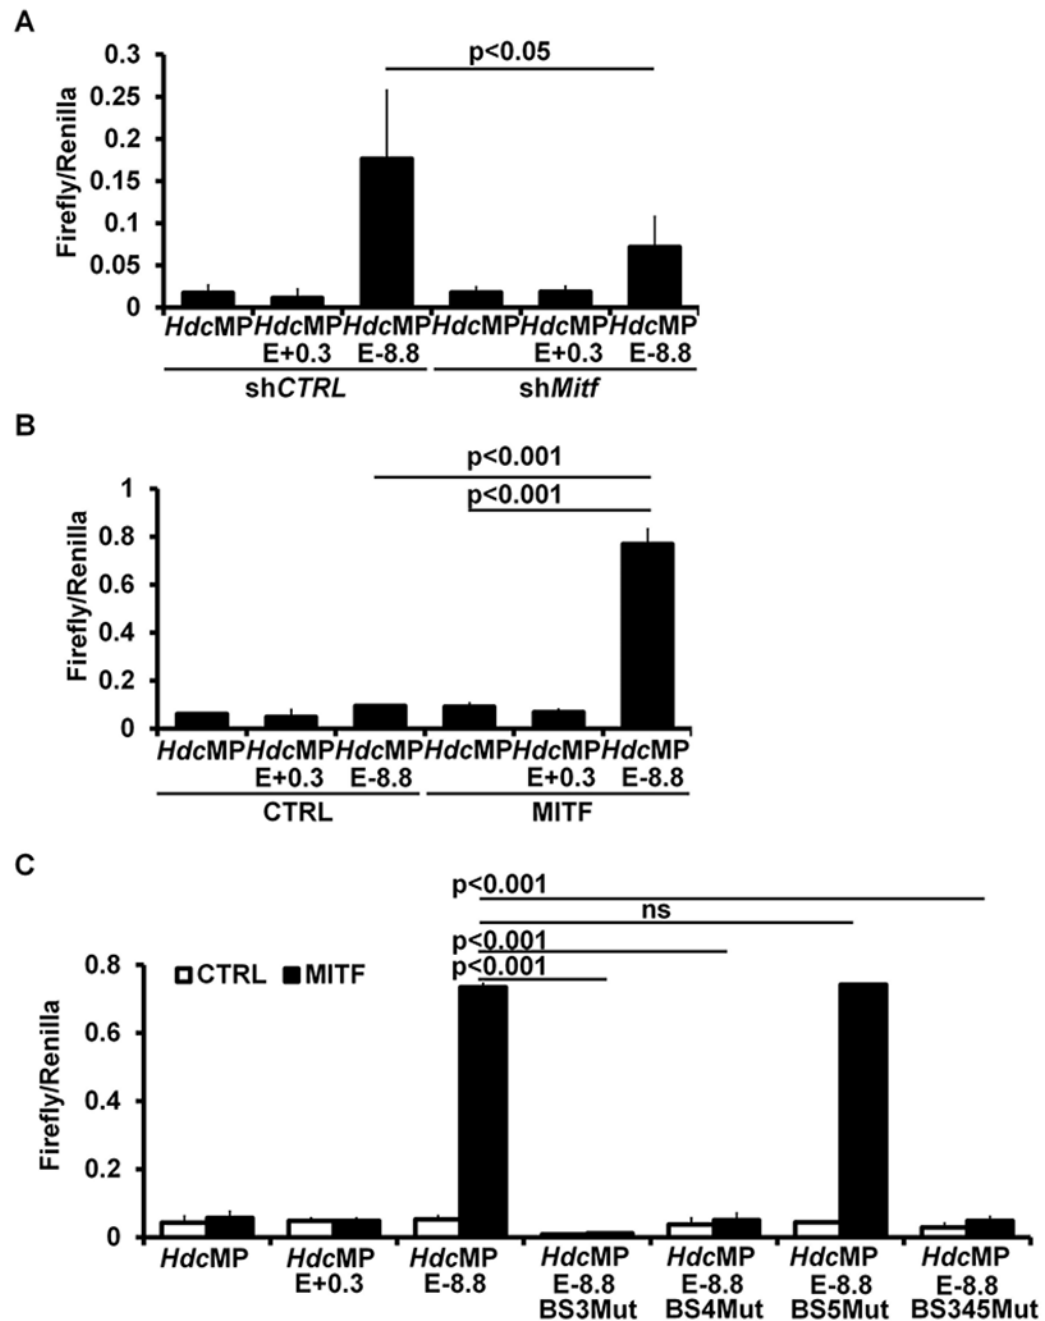 A
p<0.05
0.3
0.25
0.2
0.15
0.1
0.05
0
Firefly/Renilla
HdcMP HdcMP HdcMP HdcMP HdcMP HdcMP
E+0.3 E-8.8 E+0.3 E-8.8
shCTRL shMitf
B
p<0.001
p<0.001
1
0.8
0.6
0.4
0.2
0
Firefly/Renilla
HdcMP HdcMP HdcMP HdcMP HdcMP HdcMP
E+0.3 E-8.8 E+0.3 E-8.8
CTRL MITF
C
p<0.001
ns
p<0.001
p<0.001
CTRL MITF
0.8
0.6
0.4
0.2
0
Firefly/Renilla
HdcMP HdcMP HdcMP HdcMP HdcMP HdcMP HdcMP
E+0.3 E-8.8 E-8.8 E-8.8 E-8.8 E-8.8
BS3Mut BS4Mut BS5Mut BS345Mut